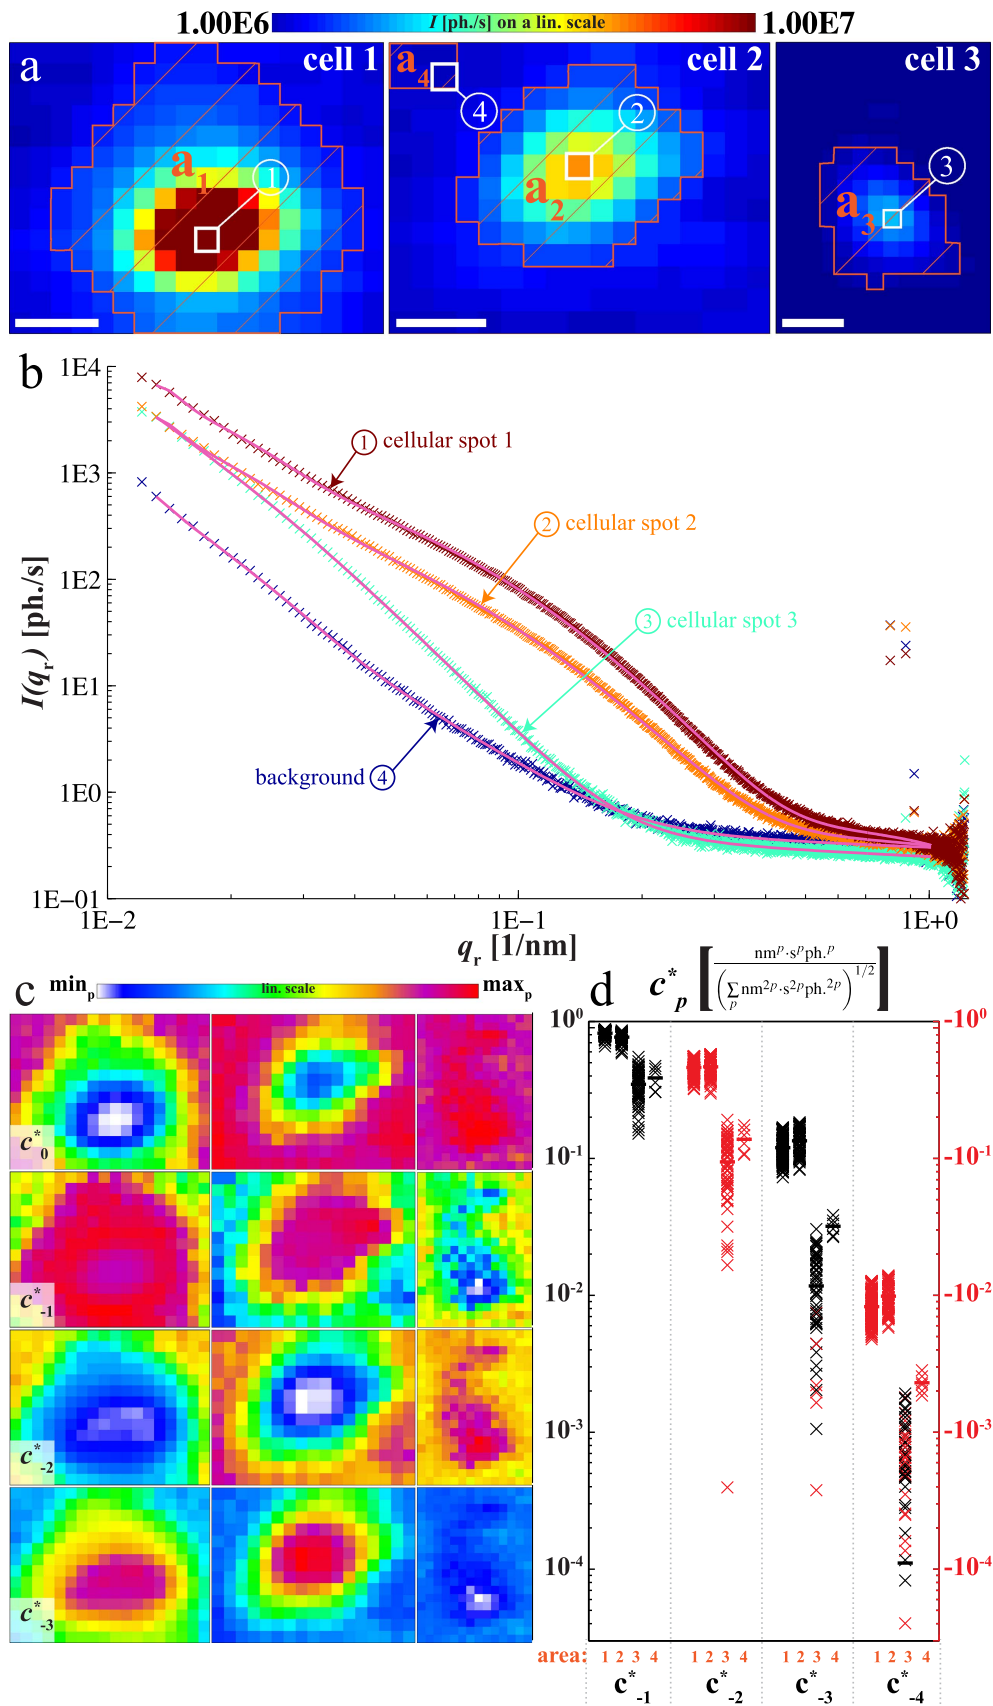 1.00E6 I [ph./s] on a lin. scale 1.00E7
a cell 1 cell 2 cell 3
a1 1
a4 4
a2 2
a3 3
b
1E4
1E3
1E2
1E1
1E0
1E-01
I(qr) [ph./s]
1 cellular spot 1
2 cellular spot 2
3 cellular spot 3
background 4
1E-2 1E-1 1E+0
qr [1/nm]
c minp lin. scale maxp
c*0
c*-1
c*-2
c*-3
d c*p [ nm^p·s^p ph.^p / (∑p nm^2p·s^2p ph.^2p)^1/2 ]
10^0 -10^0
10^-1 -10^-1
10^-2 -10^-2
10^-3 -10^-3
10^-4 -10^-4
area: 1 2 3 4 1 2 3 4 1 2 3 4 1 2 3 4
c*-1 c*-2 c*-3 c*-4